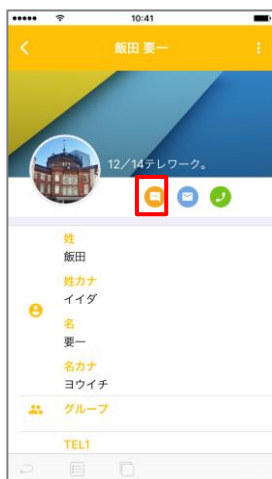 10:41
飯田 要一
12/14テレワーク。
姓
飯田
姓カナ
イイダ
名
要一
名カナ
ヨウイチ
グループ
TEL1